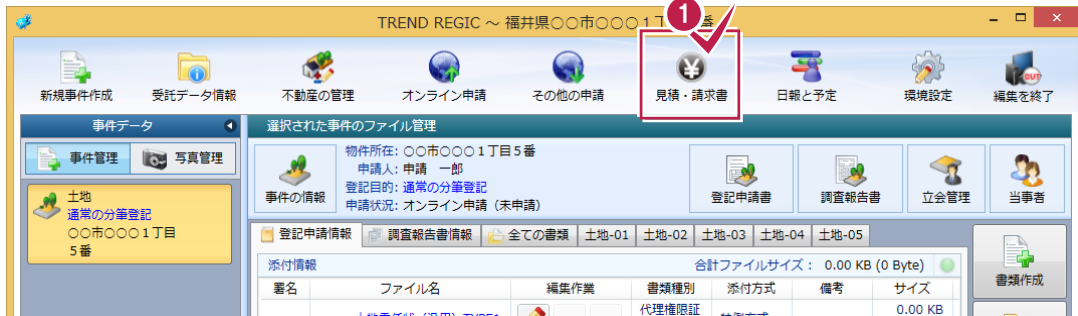 TREND REGIC ～ 福井県○○市○○○1丁
番
1
新規事件作成
受託データ情報
不動産の管理
オンライン申請
その他の申請
見積・請求書
日報と予定
環境設定
編集を終了
事件データ
選択された事件のファイル管理
事件管理
写真管理
土地
通常の分筆登記
○○市○○○1丁目
5番
事件の情報
物件所在: ○○市○○○1丁目5番
申請人: 申請 一郎
登記目的: 通常の分筆登記
申請状況: オンライン申請（未申請）
登記申請書
調査報告書
立会管理
当事者
登記申請情報
調査報告書情報
全ての書類
土地-01
土地-02
土地-03
土地-04
土地-05
添付情報
合計ファイルサイズ： 0.00 KB (0 Byte)
署名
ファイル名
編集作業
書類種別
添付方式
備考
サイズ
代理権限証
0.00 KB
書類作成